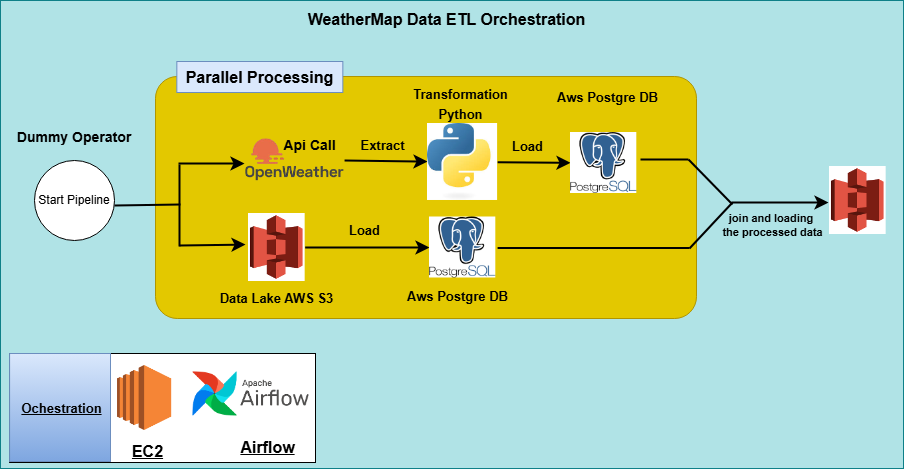 WeatherMap Data ETL Orchestration
Parallel Processing
Dummy Operator
Start Pipeline
Api Call
OpenWeather
Extract
Transformation
Python
Load
Aws Postgre DB
PostgreSQL
Data Lake AWS S3
Load
PostgreSQL
Aws Postgre DB
join and loading
the processed data
Ochestration
EC2
Apache
Airflow
Airflow